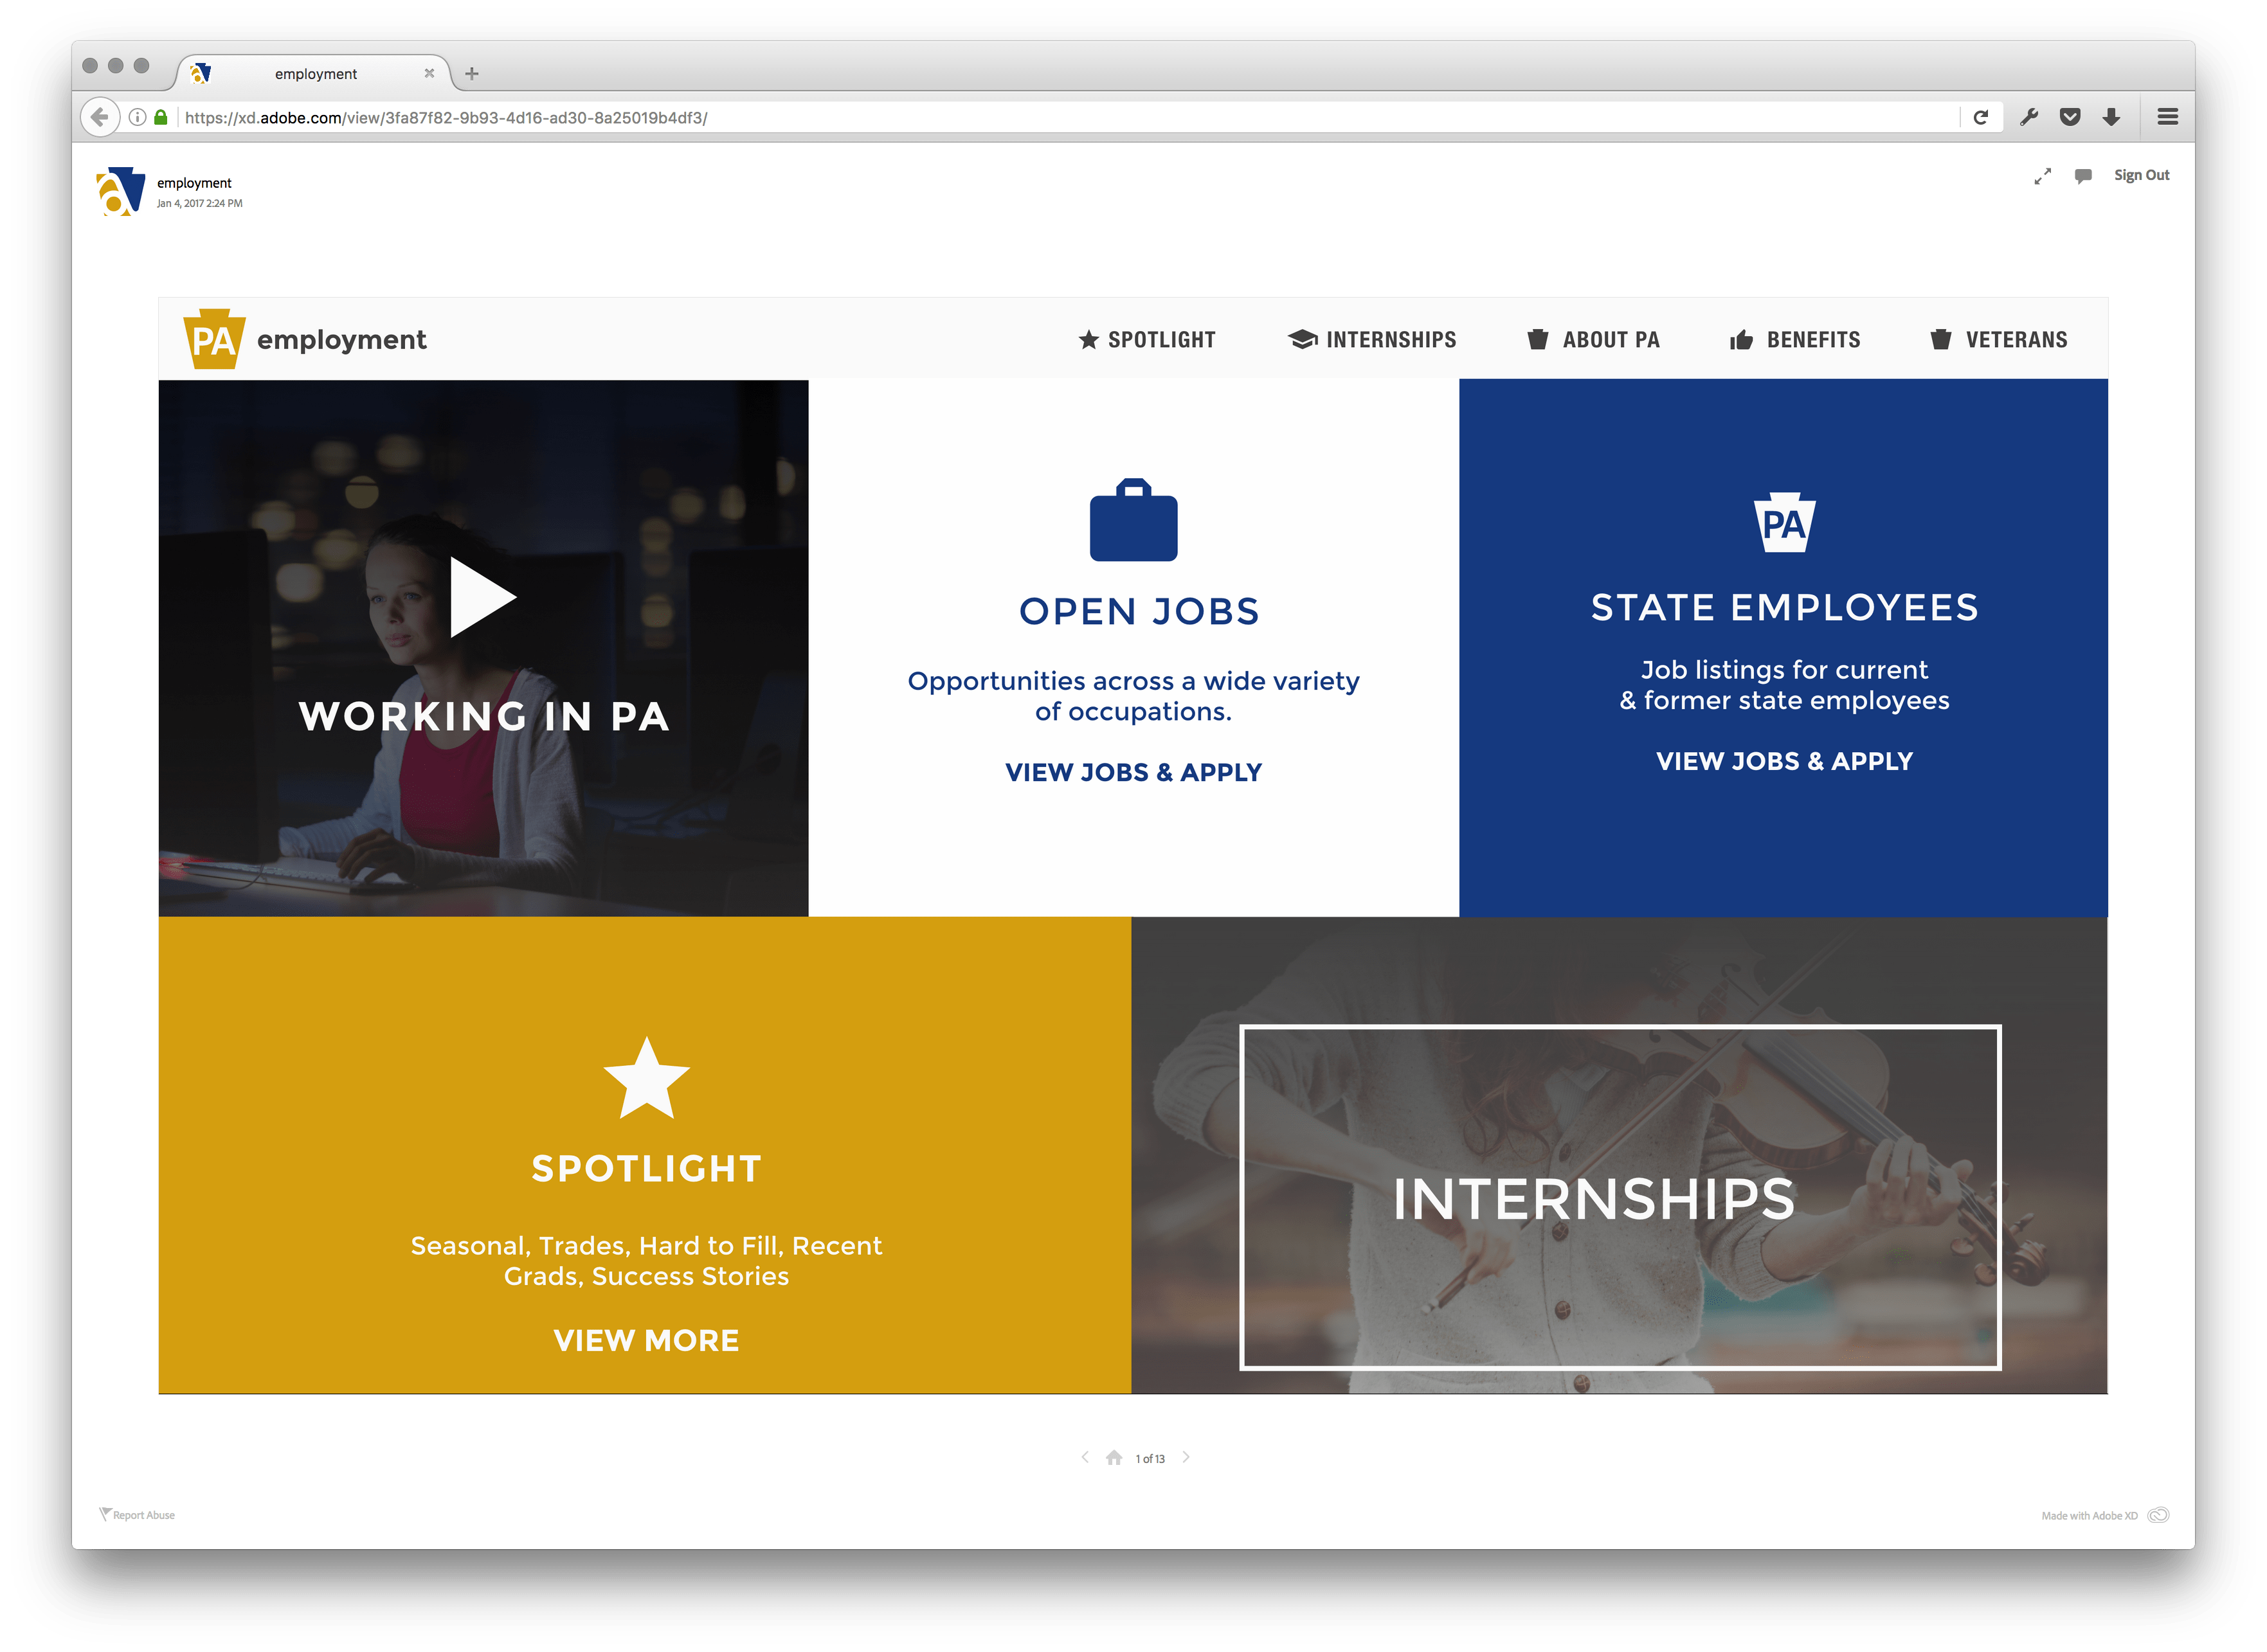 employment
https://xd.adobe.com/view/3fa87f82-9b93-4d16-ad30-8a25019b4df3/
employment
Jan 4, 2017 2:24 PM
Sign Out
PA employment
SPOTLIGHT
INTERNSHIPS
ABOUT PA
BENEFITS
VETERANS
WORKING IN PA
OPEN JOBS
Opportunities across a wide variety
of occupations.
VIEW JOBS & APPLY
PA
STATE EMPLOYEES
Job listings for current
& former state employees
VIEW JOBS & APPLY
SPOTLIGHT
Seasonal, Trades, Hard to Fill, Recent
Grads, Success Stories
VIEW MORE
INTERNSHIPS
1 of 13
Report Abuse
Made with Adobe XD